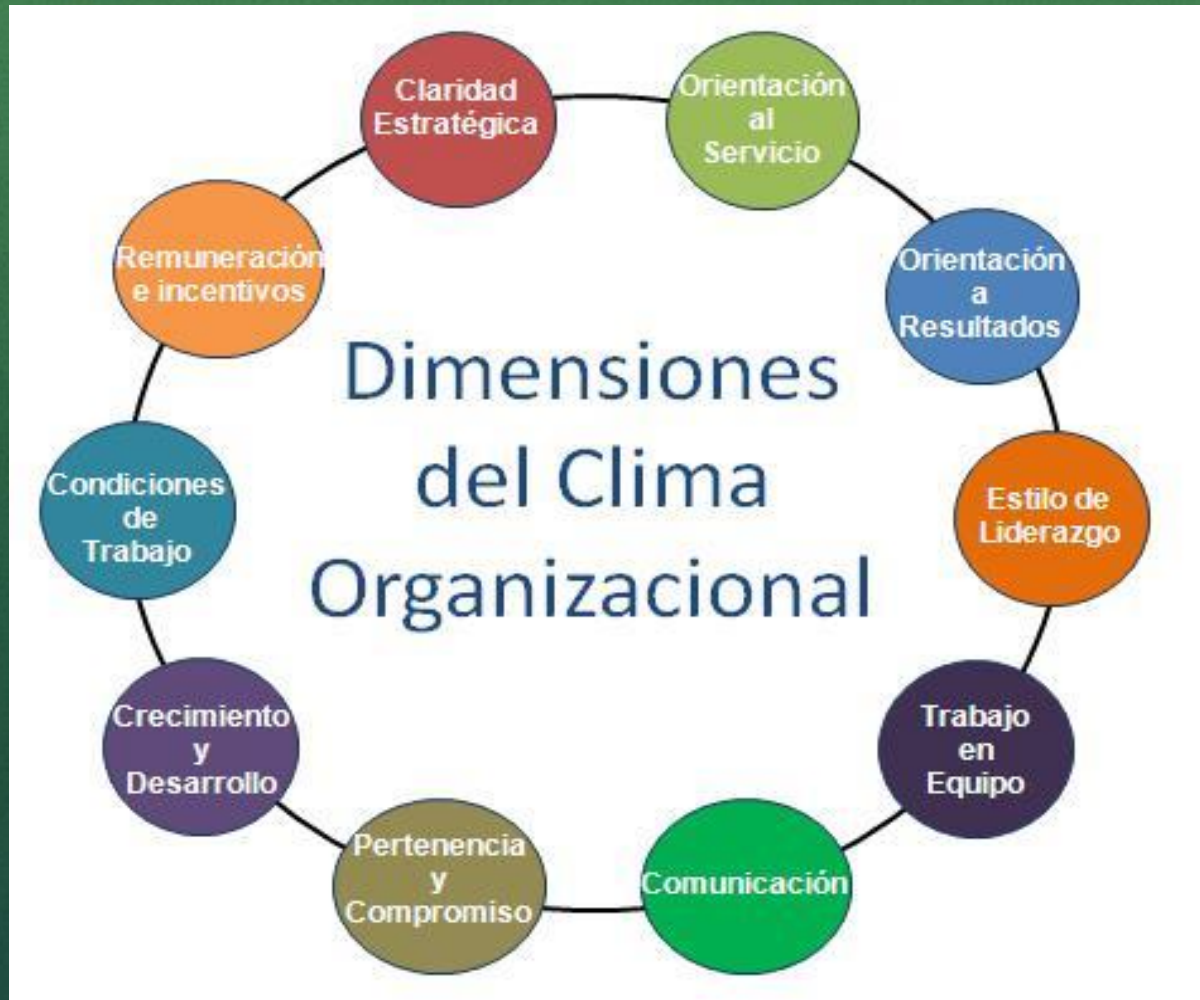 Claridad
Estratégica
Orientación
al
Servicio
Orientación
a
Resultados
Estilo de
Liderazgo
Trabajo
en
Equipo
Comunicación
Pertenencia
y
Compromiso
Crecimiento
y
Desarrollo
Condiciones
de
Trabajo
Remuneración
e incentivos
Dimensiones
del Clima
Organizacional